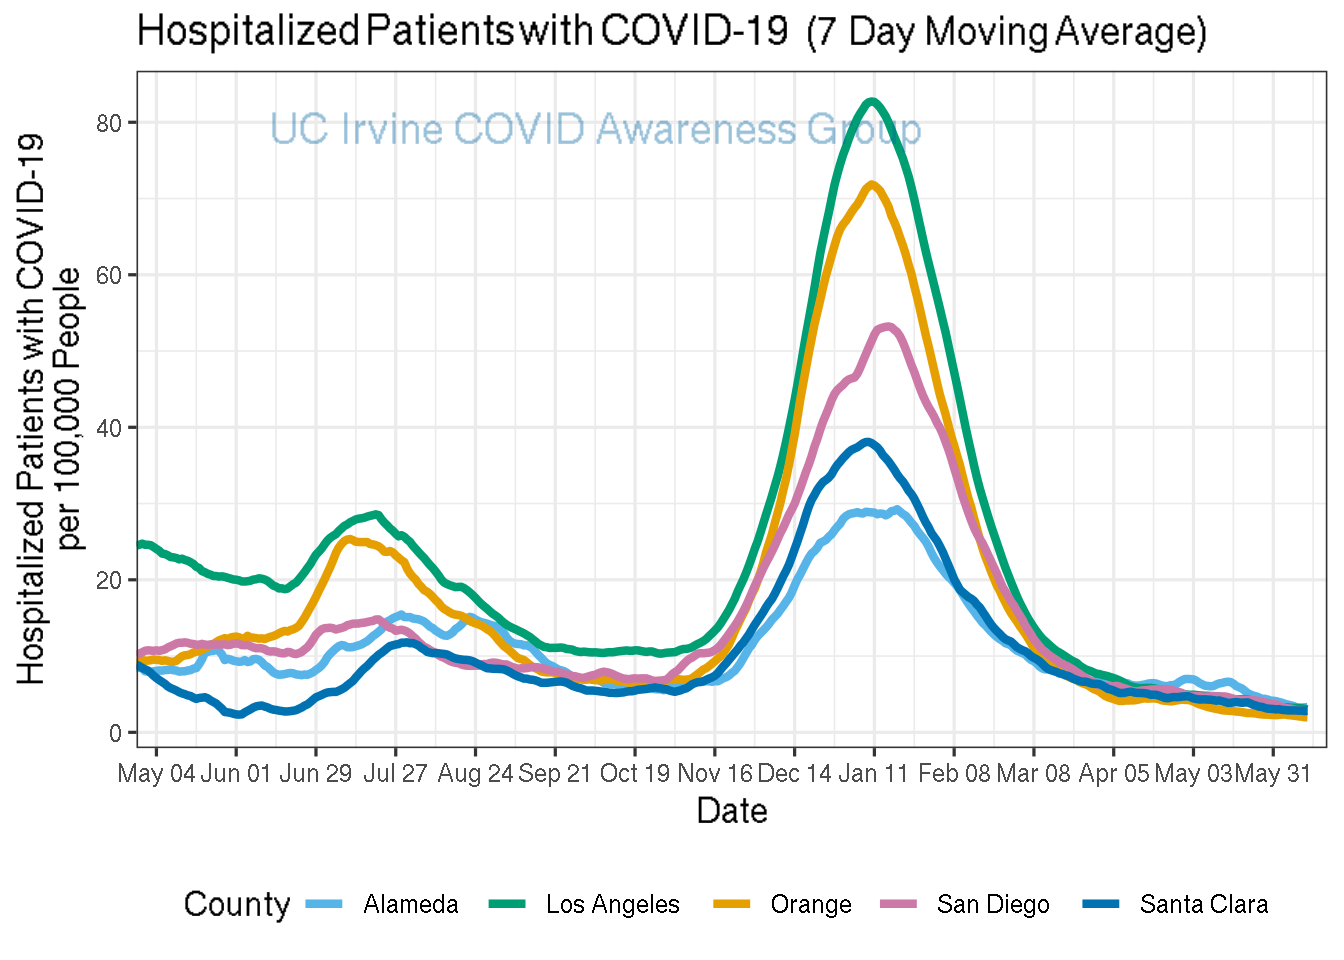 Hospitalized Patients with COVID-19 (7 Day Moving Average)
UC Irvine COVID Awareness Group
Hospitalized Patients with COVID-19
per 100,000 People
80
60
40
20
0
May 04 Jun 01 Jun 29 Jul 27 Aug 24 Sep 21 Oct 19 Nov 16 Dec 14 Jan 11 Feb 08 Mar 08 Apr 05 May 03 May 31
Date
County Alameda Los Angeles Orange San Diego Santa Clara